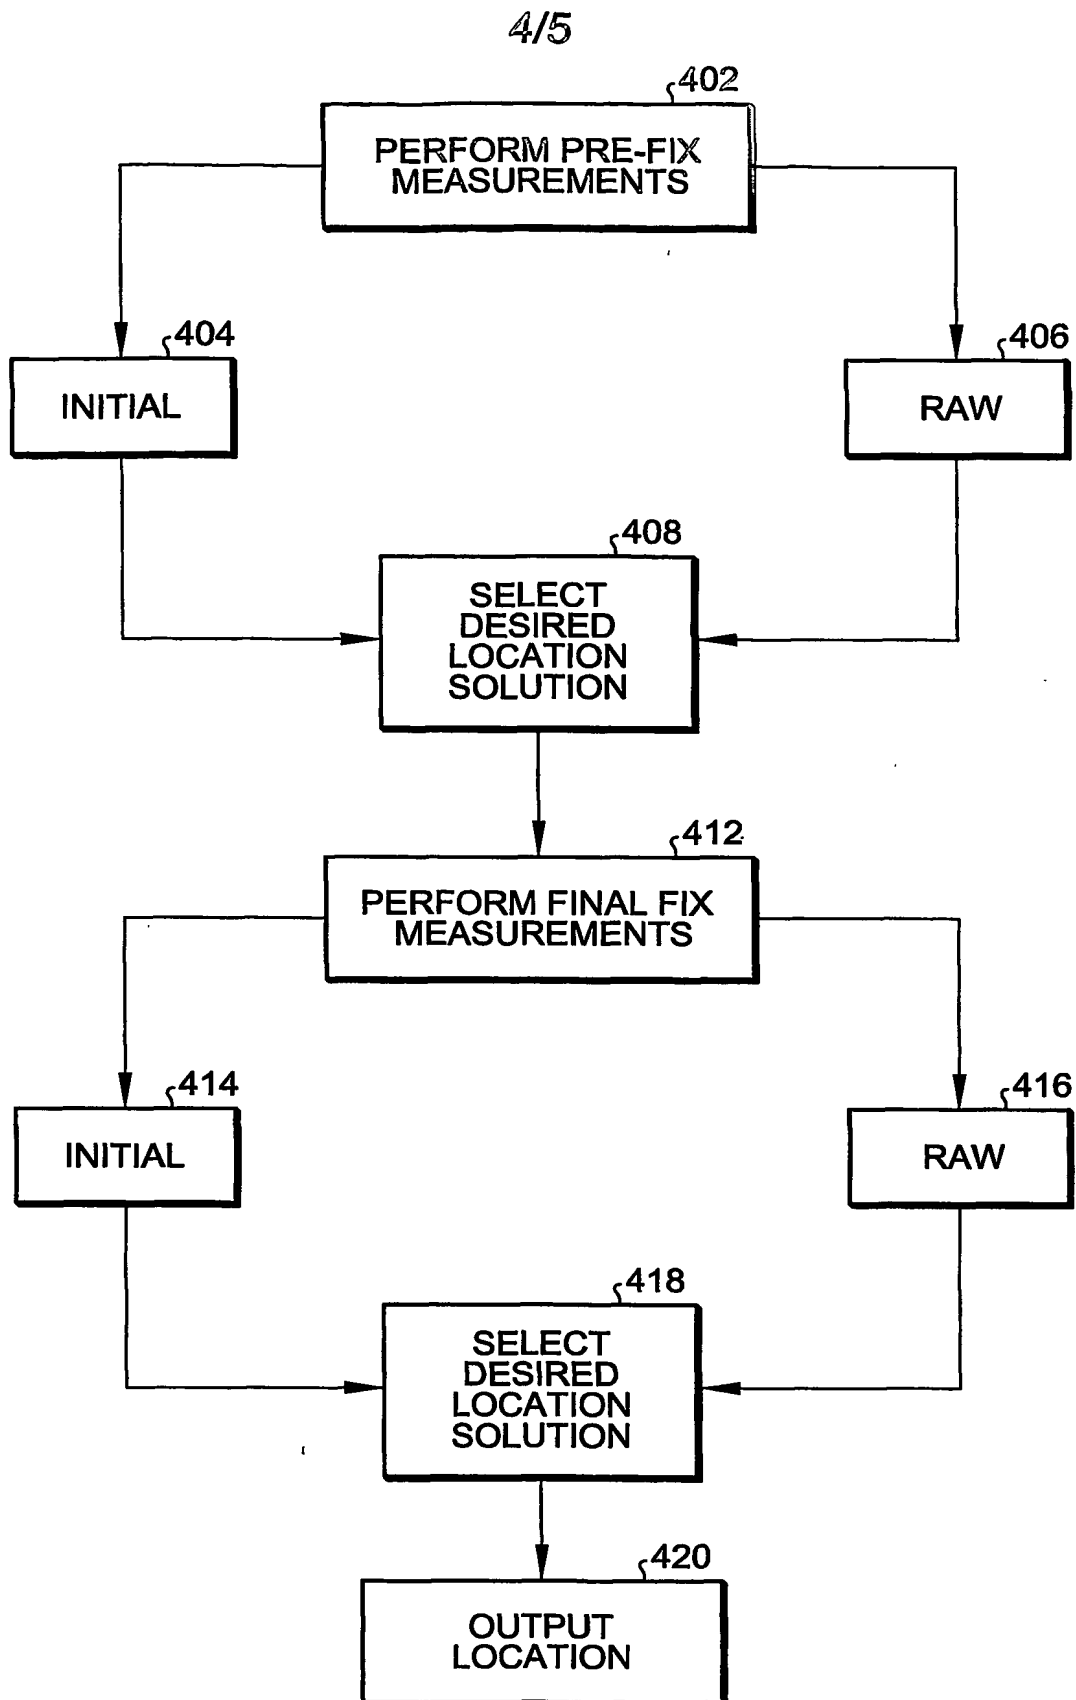 4/5
402
PERFORM PRE-FIX
MEASUREMENTS
404
INITIAL
406
RAW
408
SELECT
DESIRED
LOCATION
SOLUTION
412
PERFORM FINAL FIX
MEASUREMENTS
414
INITIAL
416
RAW
418
SELECT
DESIRED
LOCATION
SOLUTION
420
OUTPUT
LOCATION